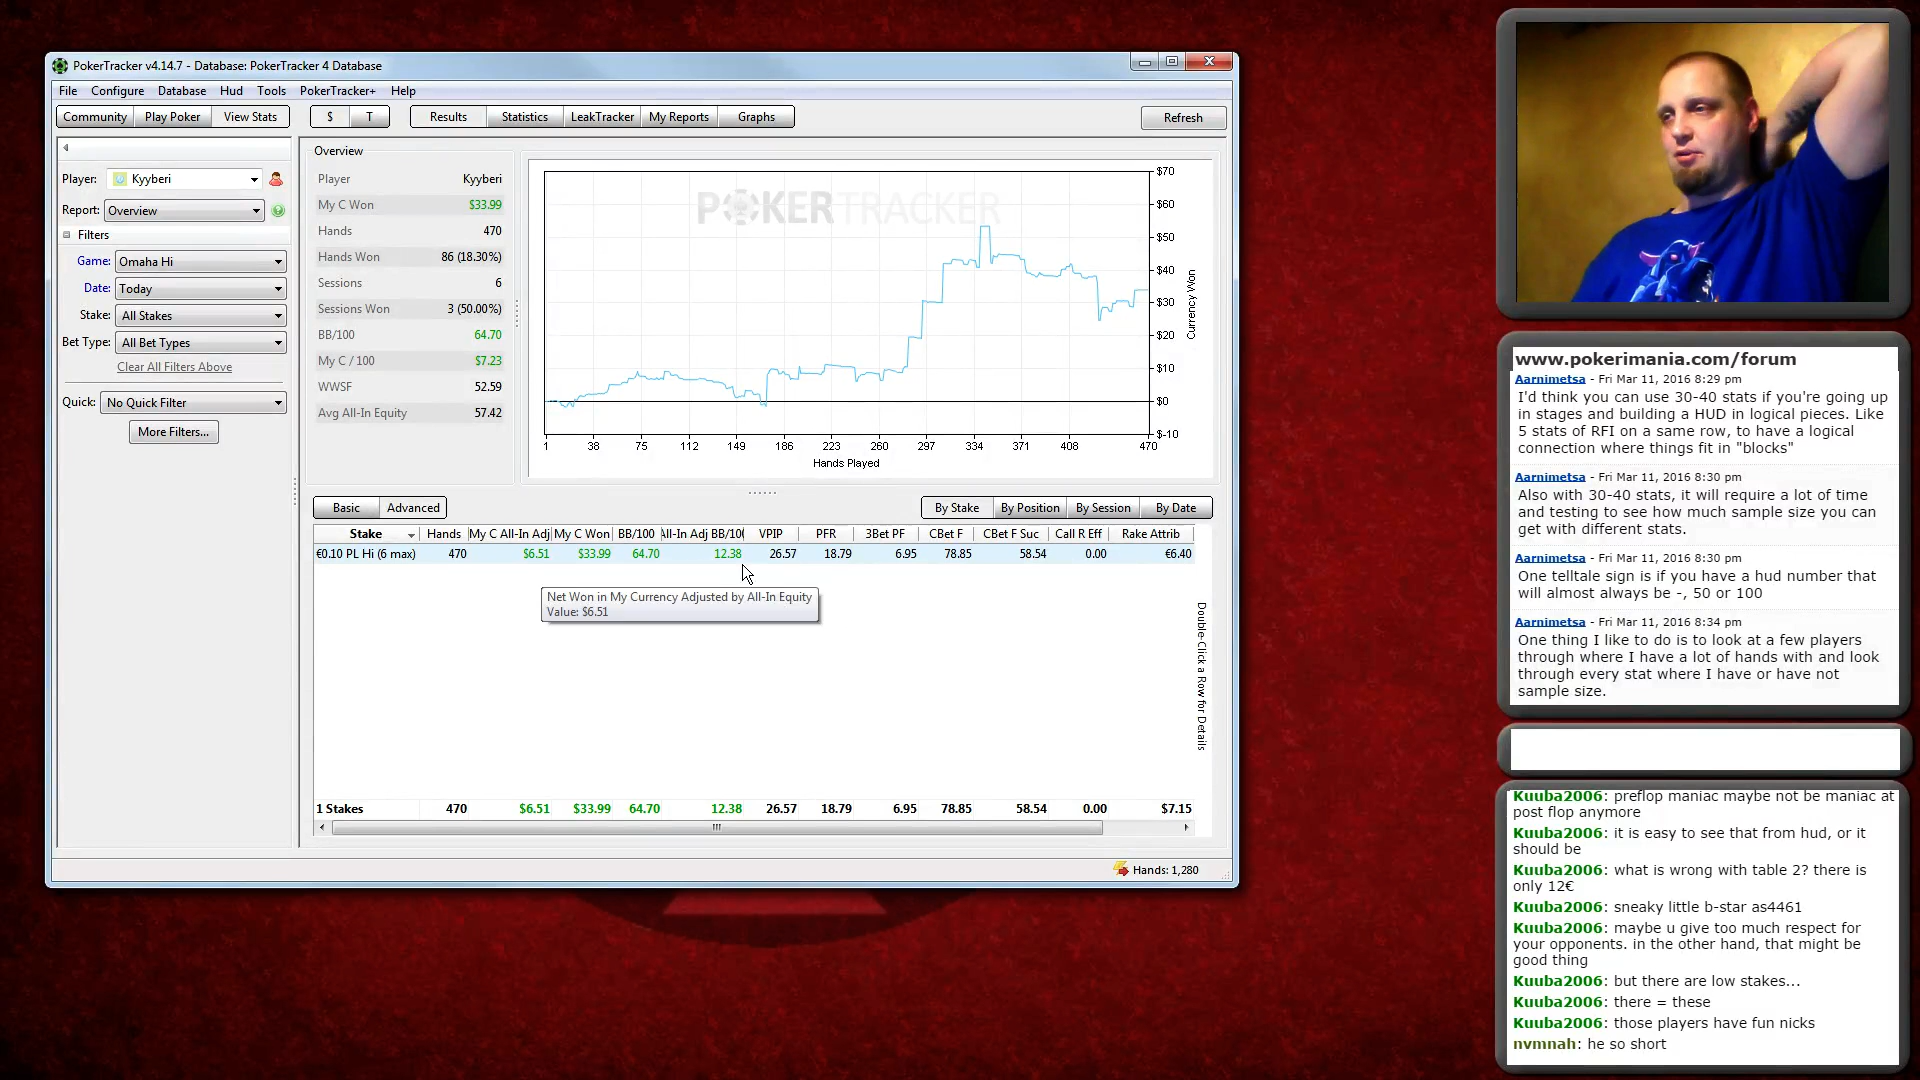 PokerTracker v4.14.7 - Database: PokerTracker 4 Database
File Configure Database Hud Tools PokerTracker+ Help
Community Play Poker View Stats $ T Results Statistics LeakTracker My Reports Graphs Refresh
Player: Kyyberi
Report: Overview
Filters
Game: Omaha Hi
Date: Today
Stake: All Stakes
Bet Type: All Bet Types
Clear All Filters Above
Quick: No Quick Filter
More Filters...
Overview
Player Kyyberi
My C Won $33.99
Hands 470
Hands Won 86 (18.30%)
Sessions 6
Sessions Won 3 (50.00%)
BB/100 64.70
My C / 100 $7.23
WWSF 52.59
Avg All-In Equity 57.42
POKERTRACKER
$70
$60
$50
$40
$30
$20
$10
$0
$-10
Currency Won
1 38 75 112 149 186 223 260 297 334 371 408 470
Hands Played
Basic Advanced By Stake By Position By Session By Date
Stake Hands My C All-In Adj My C Won BB/100 All-In Adj BB/100 VPIP PFR 3Bet PF CBet F CBet F Suc Call R Eff Rake Attrib
€0.10 PL Hi (6 max) 470 $6.51 $33.99 64.70 12.38 26.57 18.79 6.95 78.85 58.54 0.00 €6.40
Net Won in My Currency Adjusted by All-In Equity
Value: $6.51
Double-Click a Row for Details
1 Stakes 470 $6.51 $33.99 64.70 12.38 26.57 18.79 6.95 78.85 58.54 0.00 $7.15
Hands: 1,280
www.pokerimania.com/forum
Aarnimetsa - Fri Mar 11, 2016 8:29 pm
I'd think you can use 30-40 stats if you're going up
in stages and building a HUD in logical pieces. Like
5 stats of RFI on a same row, to have a logical
connection where things fit in "blocks"
Aarnimetsa - Fri Mar 11, 2016 8:30 pm
Also with 30-40 stats, it will require a lot of time
and testing to see how much sample size you can
get with different stats.
Aarnimetsa - Fri Mar 11, 2016 8:30 pm
One telltale sign is if you have a hud number that
will almost always be -, 50 or 100
Aarnimetsa - Fri Mar 11, 2016 8:34 pm
One thing I like to do is to look at a few players
through where I have a lot of hands with and look
through every stat where I have or have not
sample size.
Kuuba2006: preflop maniac maybe not be maniac at
post flop anymore
Kuuba2006: it is easy to see that from hud, or it
should be
Kuuba2006: what is wrong with table 2? there is
only 12€
Kuuba2006: sneaky little b-star as4461
Kuuba2006: maybe u give too much respect for
your opponents. in the other hand, that might be
good thing
Kuuba2006: but there are low stakes...
Kuuba2006: there = these
Kuuba2006: those players have fun nicks
nvmnah: he so short